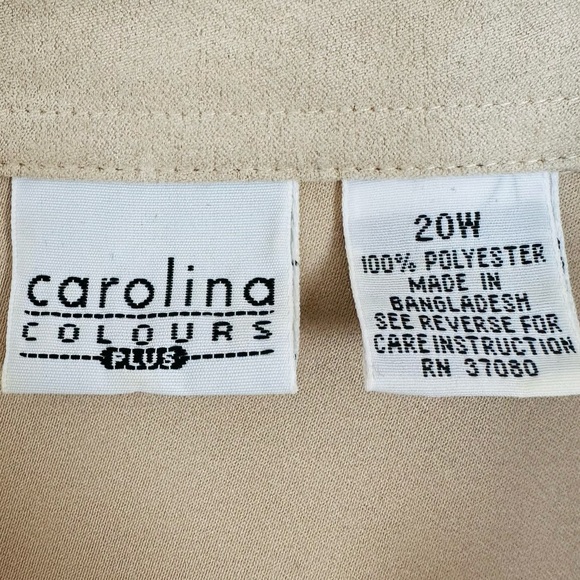 carolina
COLOURS
PLUS
20W
100% POLYESTER
MADE IN
BANGLADESH
SEE REVERSE FOR
CARE INSTRUCTION
RN 37080